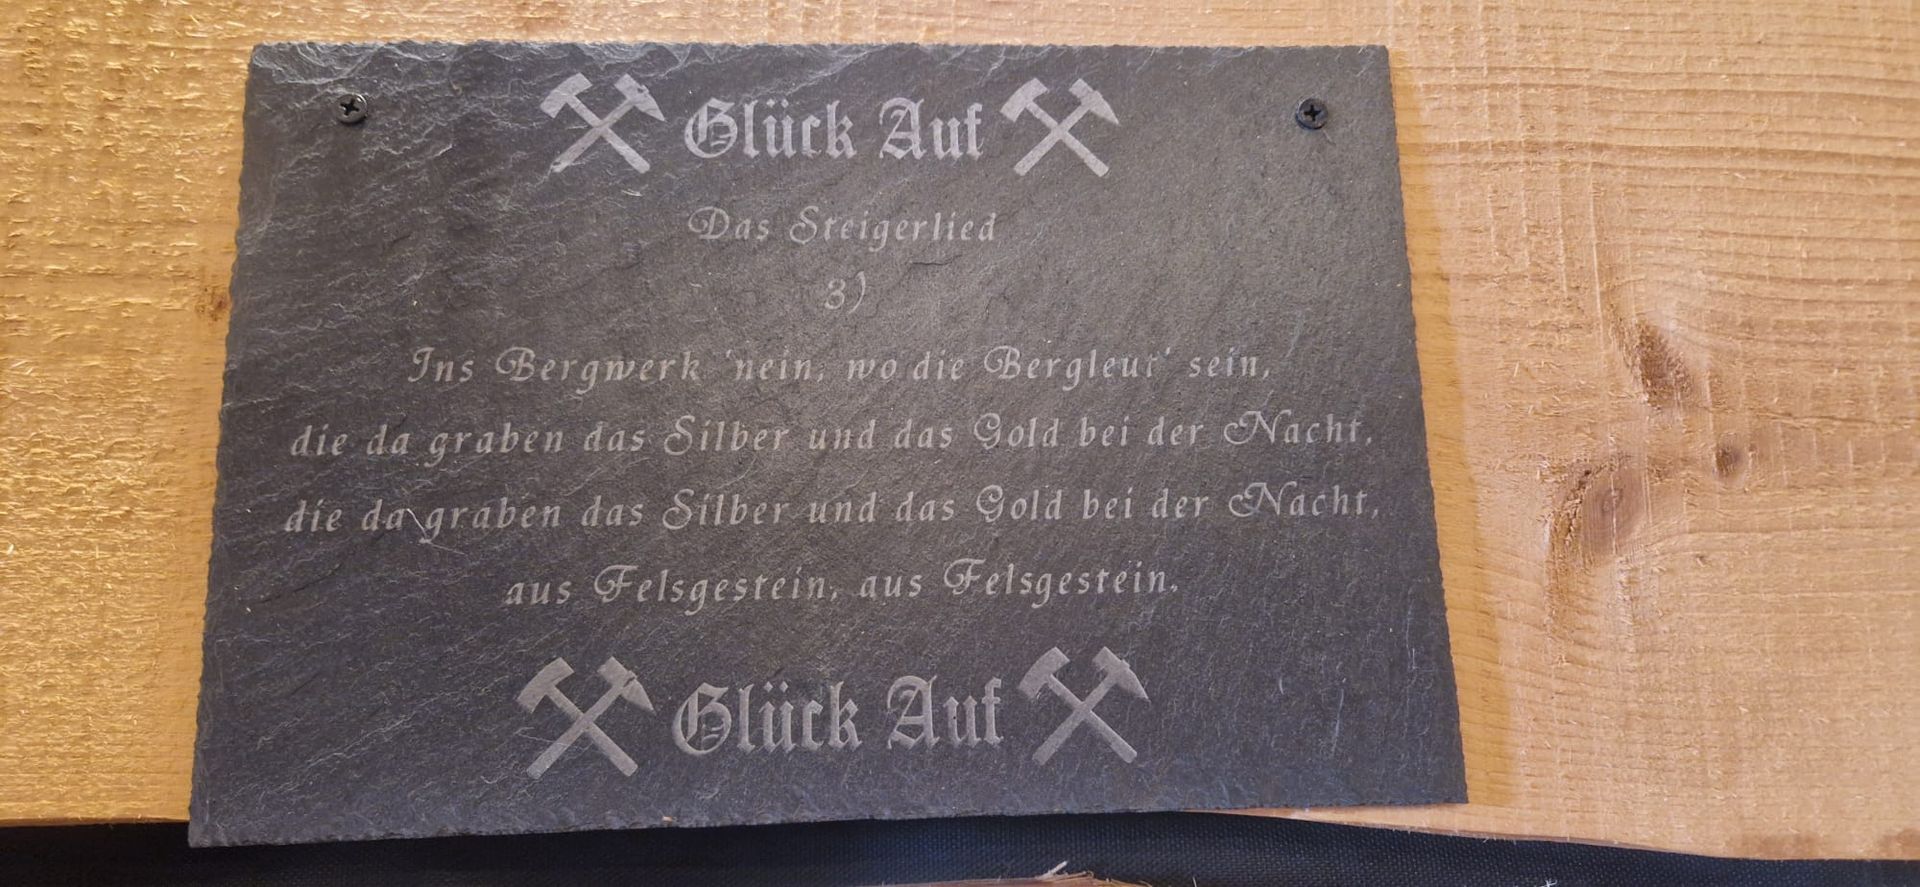 Glück Auf
Das Steigerlied
3)
Ins Bergwerk 'nein, wo die Bergleut' sein,
die da graben das Silber und das Gold bei der Nacht,
die da graben das Silber und das Gold bei der Nacht,
aus Felsgestein, aus Felsgestein.
Glück Auf